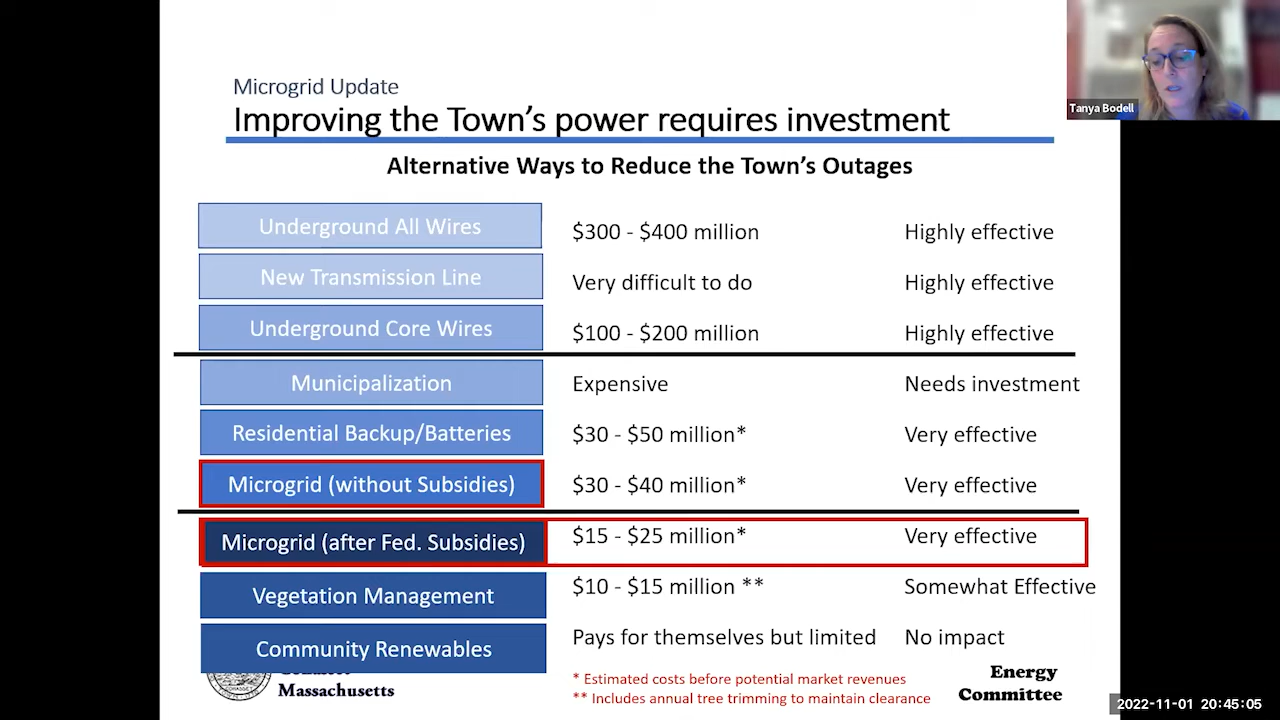 Tanya Bodell
Microgrid Update
Improving the Town's power requires investment
Alternative Ways to Reduce the Town's Outages
Underground All Wires $300 - $400 million Highly effective
New Transmission Line Very difficult to do Highly effective
Underground Core Wires $100 - $200 million Highly effective
Municipalization Expensive Needs investment
Residential Backup/Batteries $30 - $50 million* Very effective
Microgrid (without Subsidies) $30 - $40 million* Very effective
Microgrid (after Fed. Subsidies) $15 - $25 million* Very effective
Vegetation Management $10 - $15 million ** Somewhat Effective
Community Renewables Pays for themselves but limited No impact
Massachusetts
* Estimated costs before potential market revenues
** Includes annual tree trimming to maintain clearance
Energy
Committee
2022-11-01 20:45:05